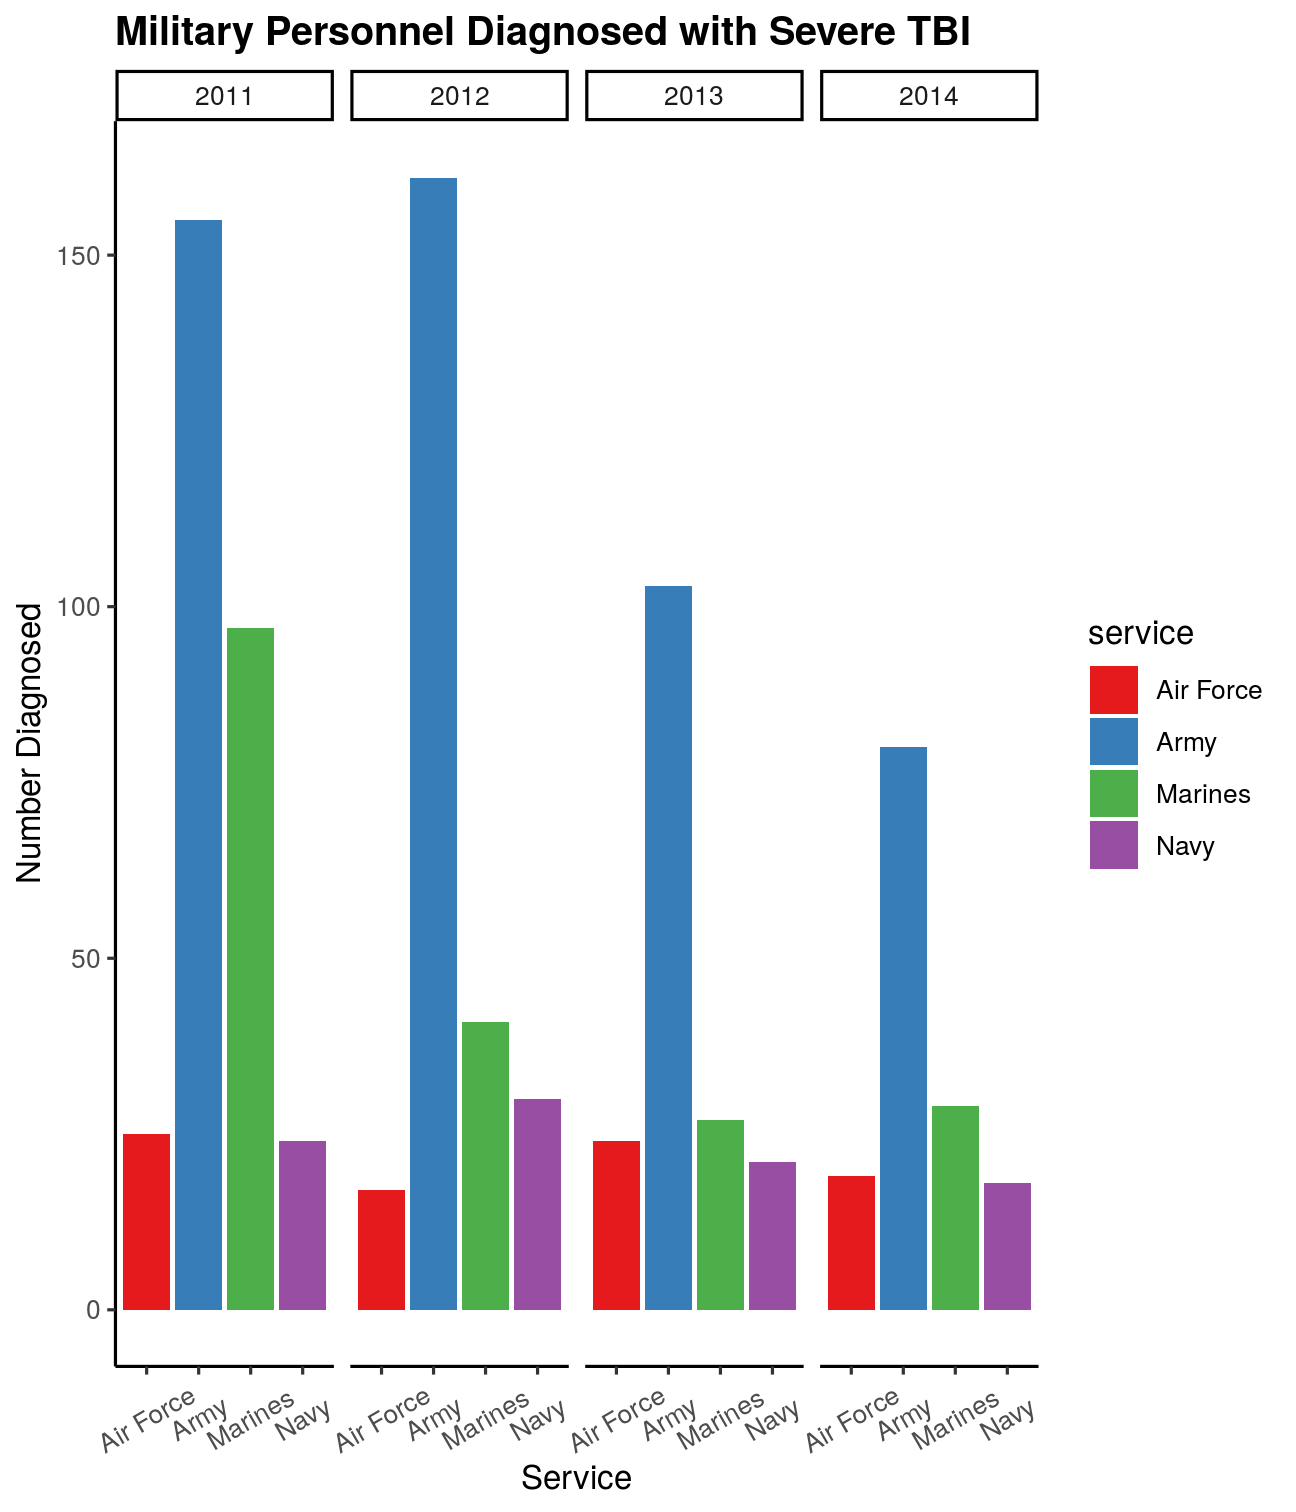 Military Personnel Diagnosed with Severe TBI
2011 2012 2013 2014
150
100
50
0
Number Diagnosed
Air Force Army Marines Navy Air Force Army Marines Navy Air Force Army Marines Navy Air Force Army Marines Navy
Service
service
Air Force
Army
Marines
Navy